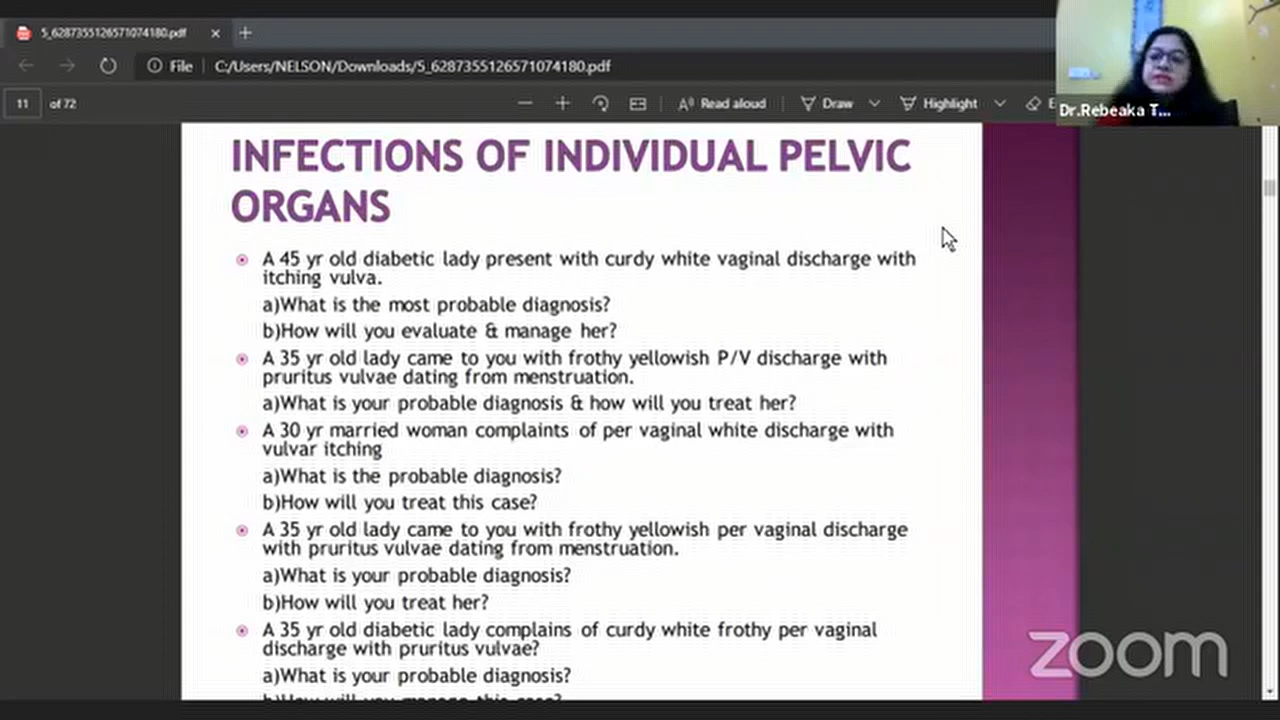 5_6287355126571074180.pdf
File
C:/Users/NELSON/Downloads/5_6287355126571074180.pdf
11 of 72
Read aloud
Draw
Highlight
Dr.Rebeaka T...
INFECTIONS OF INDIVIDUAL PELVIC
ORGANS
A 45 yr old diabetic lady present with curdy white vaginal discharge with
itching vulva.
a)What is the most probable diagnosis?
b)How will you evaluate & manage her?
A 35 yr old lady came to you with frothy yellowish P/V discharge with
pruritus vulvae dating from menstruation.
a)What is your probable diagnosis & how will you treat her?
A 30 yr married woman complaints of per vaginal white discharge with
vulvar itching
a)What is the probable diagnosis?
b)How will you treat this case?
A 35 yr old lady came to you with frothy yellowish per vaginal discharge
with pruritus vulvae dating from menstruation.
a)What is your probable diagnosis?
b)How will you treat her?
A 35 yr old diabetic lady complains of curdy white frothy per vaginal
discharge with pruritus vulvae?
a)What is your probable diagnosis?
b)How will you manage this case?
zoom